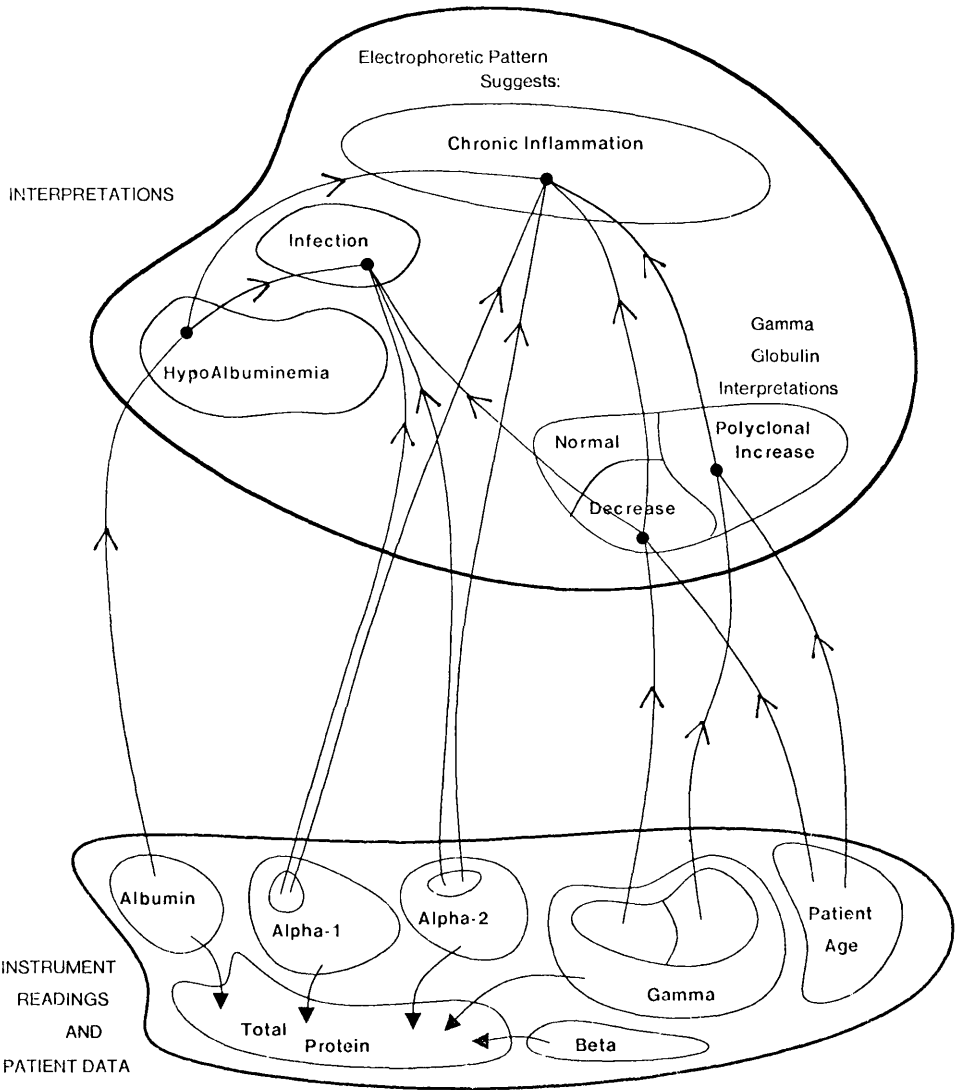 Electrophoretic Pattern
Suggests:
Chronic Inflammation
INTERPRETATIONS
Infection
HypoAlbuminemia
Gamma
Globulin
Interpretations
Normal
Polyclonal
Increase
Decrease
Albumin
Alpha-1
Alpha-2
Patient
Age
Gamma
INSTRUMENT
READINGS
AND
PATIENT DATA
Total
Protein
Beta